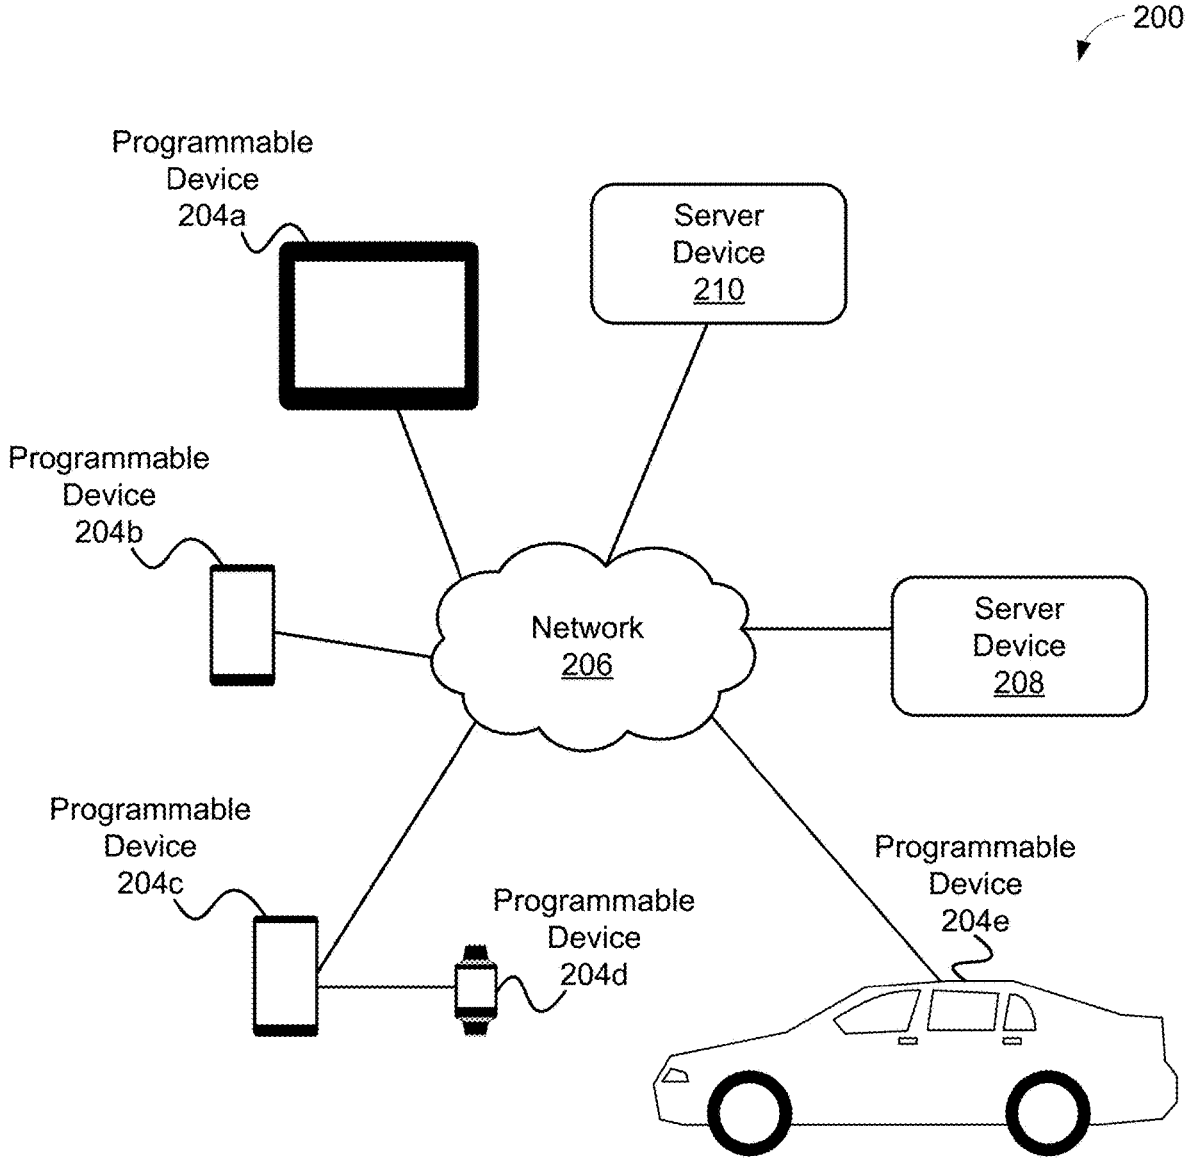 200
Programmable
Device
204a
Server
Device
210
Programmable
Device
204b
Network
206
Server
Device
208
Programmable
Device
204c
Programmable
Device
204d
Programmable
Device
204e